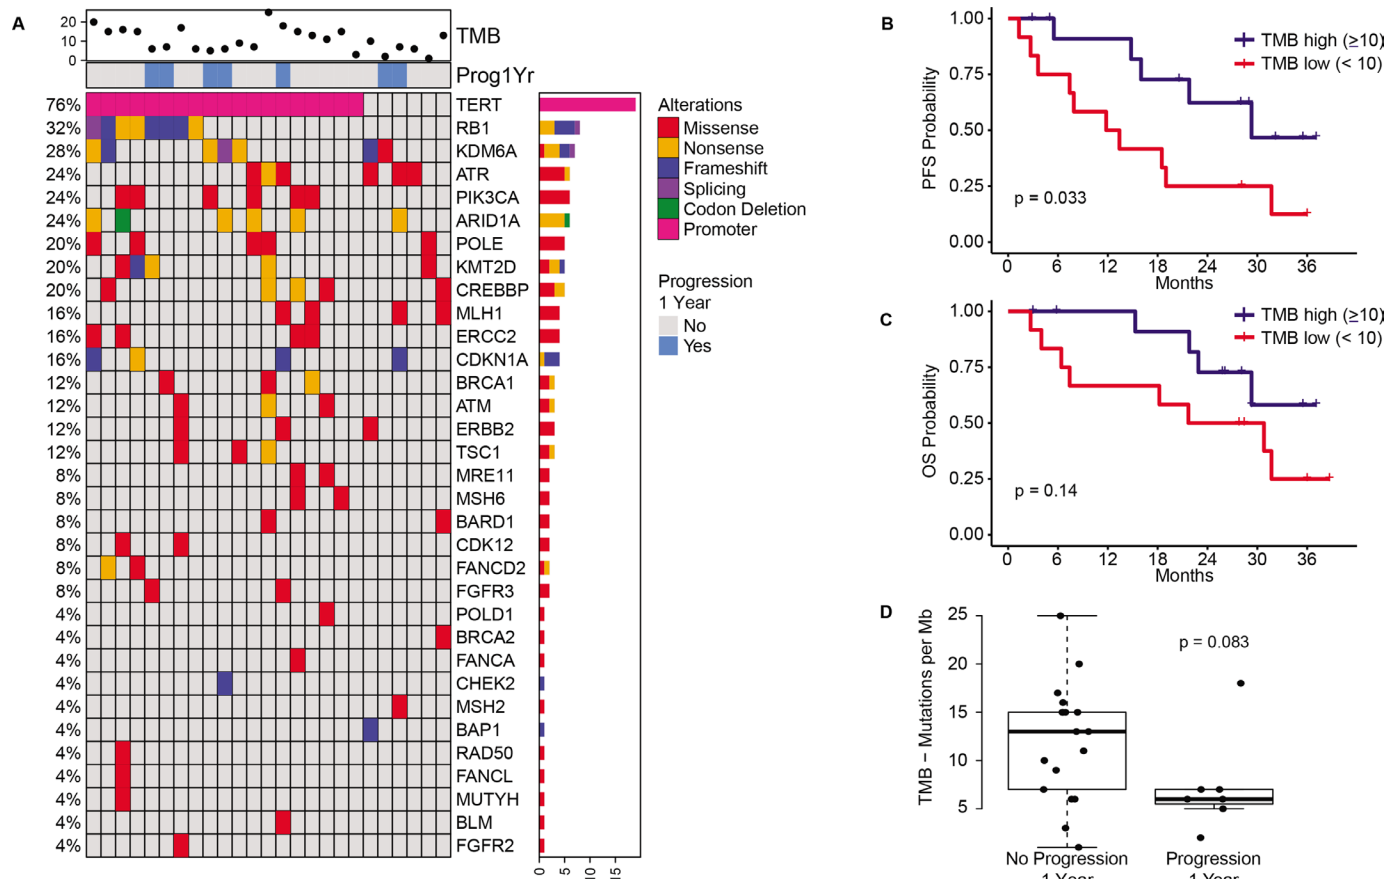 A
20
10
0
TMB
Prog1Yr
76% TERT
32% RB1
28% KDM6A
24% ATR
24% PIK3CA
24% ARID1A
20% POLE
20% KMT2D
20% CREBBP
16% MLH1
16% ERCC2
16% CDKN1A
12% BRCA1
12% ATM
12% ERBB2
12% TSC1
8% MRE11
8% MSH6
8% BARD1
8% CDK12
8% FANCD2
8% FGFR3
4% POLD1
4% BRCA2
4% FANCA
4% CHEK2
4% MSH2
4% BAP1
4% RAD50
4% FANCL
4% MUTYH
4% BLM
4% FGFR2
0 5 10 15
Alterations
Missense
Nonsense
Frameshift
Splicing
Codon Deletion
Promoter
Progression
1 Year
No
Yes
B
PFS Probability
1.00
0.75
0.50
0.25
0.00
TMB high (≥10)
TMB low (< 10)
p = 0.033
0 6 12 18 24 30 36
Months
C
OS Probability
1.00
0.75
0.50
0.25
0.00
TMB high (≥10)
TMB low (< 10)
p = 0.14
0 6 12 18 24 30 36
Months
D
TMB − Mutations per Mb
25
20
15
10
5
p = 0.083
No Progression
1 Year
Progression
1 Year